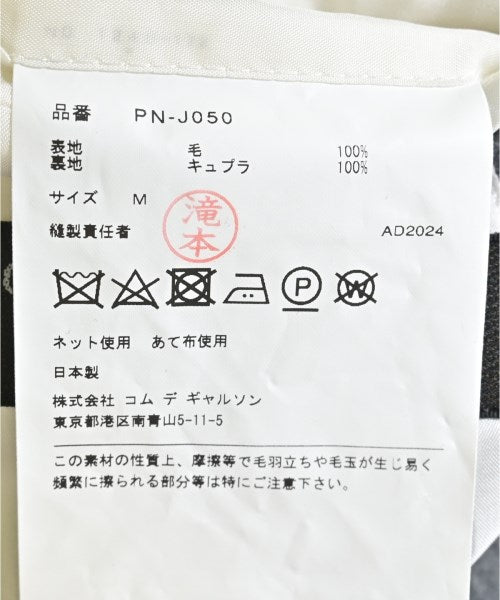 品番 PN-J050
表地 毛 100%
裏地 キュプラ 100%
サイズ M
滝本
縫製責任者 AD2024
P W
ネット使用 あて布使用
日本製
株式会社 コム デ ギャルソン
東京都港区南青山5-11-5
この素材の性質上、摩擦等で毛羽立ちや毛玉が生じ易く
頻繁に擦られる部分等は特にご注意下さい。